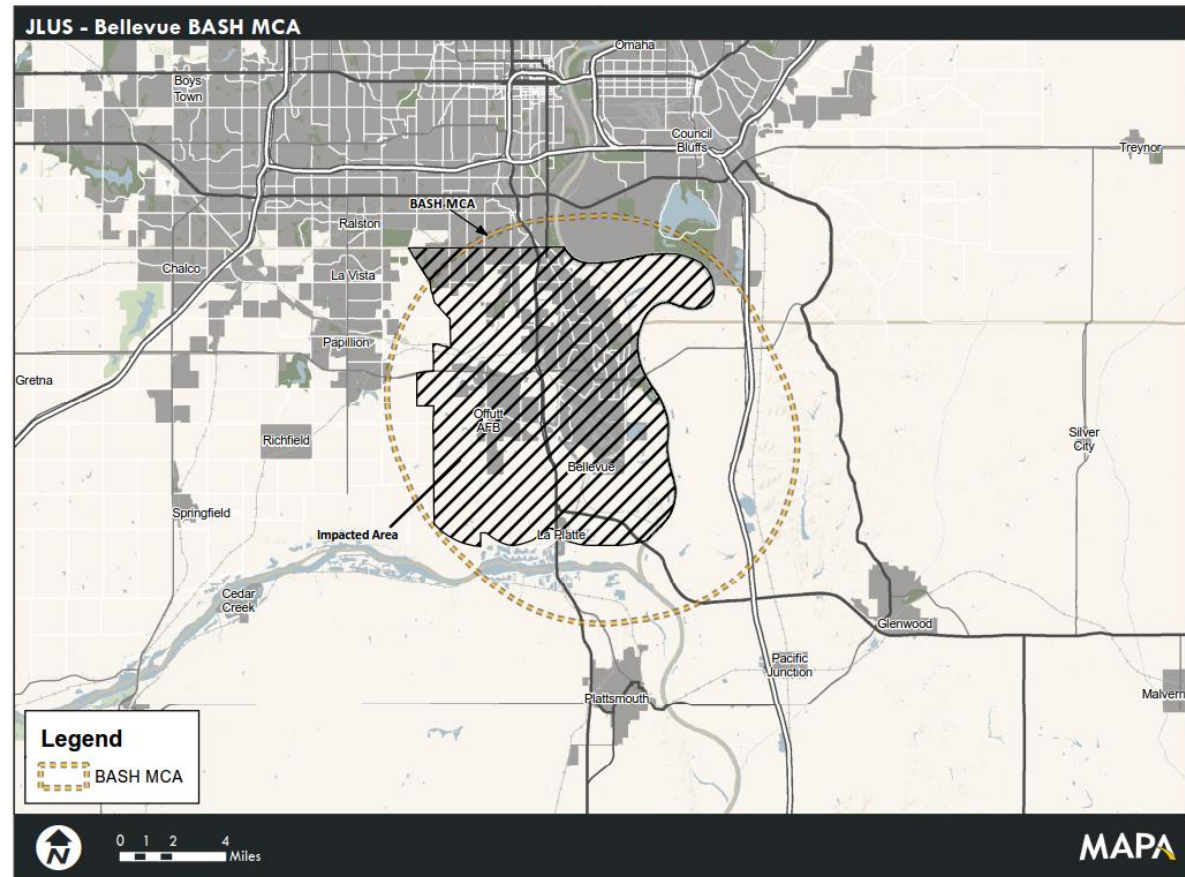 JLUS - Bellevue BASH MCA
Omaha
Boys
Town
Council
Bluffs
Treynor
BASH MCA
Ralston
Chalco
La Vista
Papillion
Gretna
Offutt
AFB
Richfield
Silver
City
Bellevue
Springfield
Impacted Area
La Platte
Cedar
Creek
Glenwood
Pacific
Junction
Plattsmouth
Malvern
Legend
BASH MCA
N
0 1 2 4
Miles
MAPA